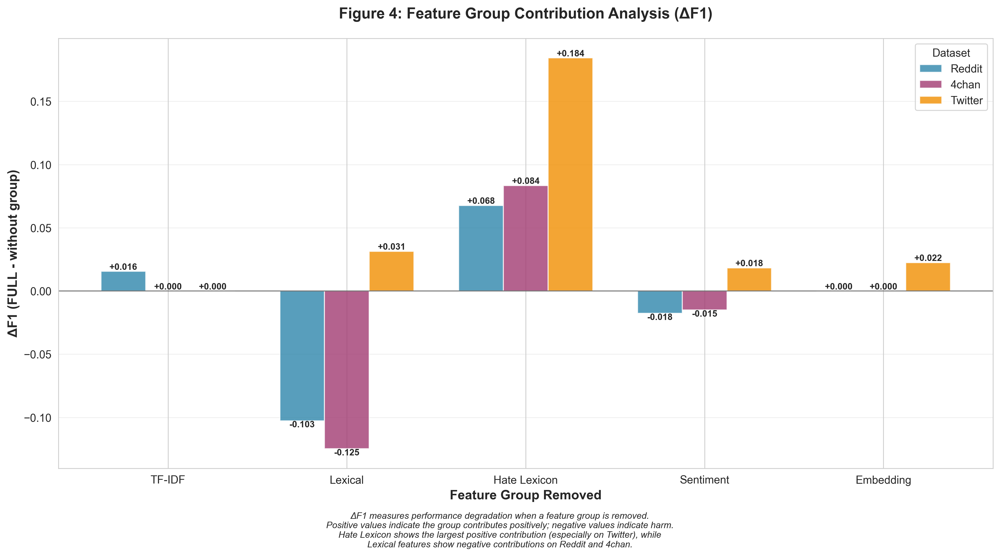 Figure 4: Feature Group Contribution Analysis (ΔF1)
Dataset
Reddit
4chan
Twitter
ΔF1 (FULL - without group)
0.15
0.10
0.05
0.00
−0.05
−0.10
+0.016
+0.000
+0.000
-0.103
-0.125
+0.031
+0.068
+0.084
+0.184
-0.018
-0.015
+0.018
+0.000
+0.000
+0.022
TF-IDF
Lexical
Hate Lexicon
Sentiment
Embedding
Feature Group Removed
ΔF1 measures performance degradation when a feature group is removed.
Positive values indicate the group contributes positively; negative values indicate harm.
Hate Lexicon shows the largest positive contribution (especially on Twitter), while
Lexical features show negative contributions on Reddit and 4chan.